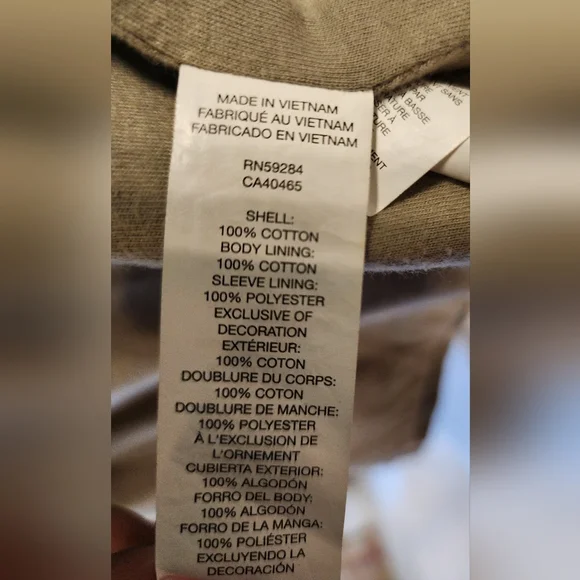 MADE IN VIETNAM
FABRIQUÉ AU VIETNAM
FABRICADO EN VIETNAM
RN59284
CA40465
SHELL:
100% COTTON
BODY LINING:
100% COTTON
SLEEVE LINING:
100% POLYESTER
EXCLUSIVE OF
DECORATION
EXTÉRIEUR:
100% COTON
DOUBLURE DU CORPS:
100% COTON
DOUBLURE DE MANCHE:
100% POLYESTER
À L'EXCLUSION DE
L'ORNEMENT
CUBIERTA EXTERIOR:
100% ALGODÓN
FORRO DEL BODY:
100% ALGODÓN
FORRO DE LA MANGA:
100% POLIÉSTER
EXCLUYENDO LA
DECORACIÓN
SANS
PAR
À BASSE